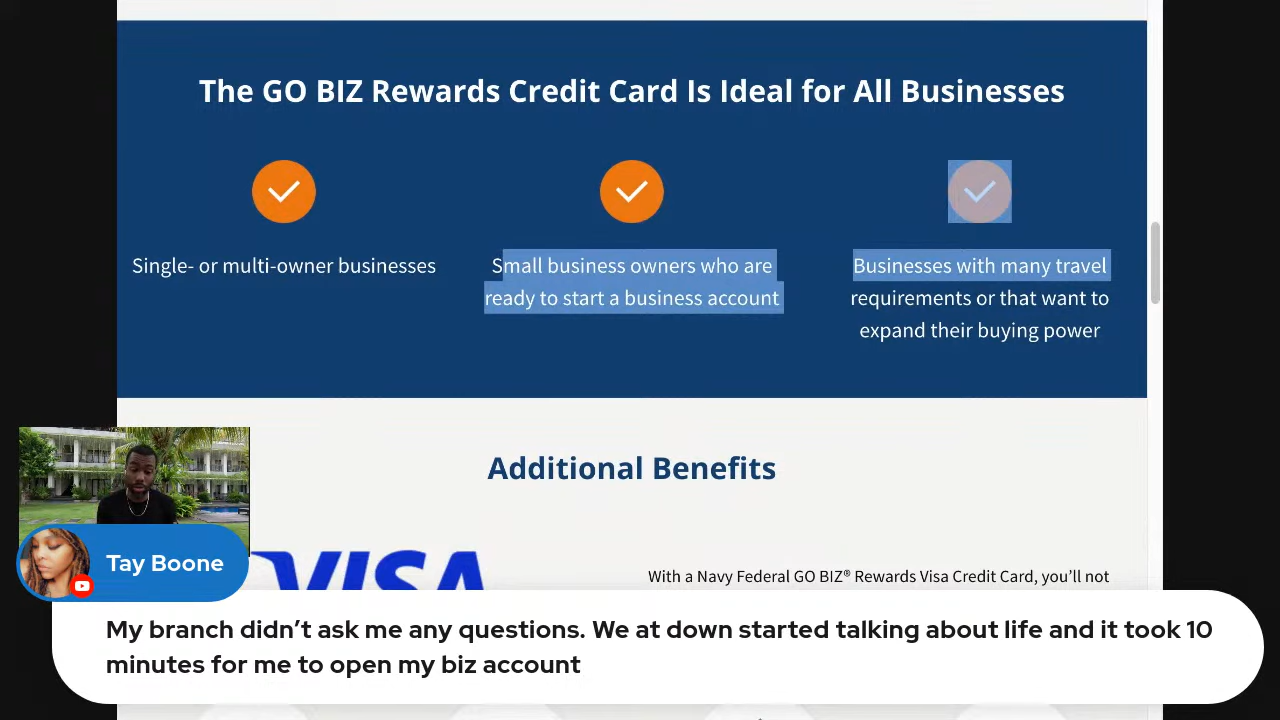 The GO BIZ Rewards Credit Card Is Ideal for All Businesses
Single- or multi-owner businesses
Small business owners who are
ready to start a business account
Businesses with many travel
requirements or that want to
expand their buying power
Additional Benefits
VISA
With a Navy Federal GO BIZ® Rewards Visa Credit Card, you’ll not
Tay Boone
My branch didn’t ask me any questions. We at down started talking about life and it took 10
minutes for me to open my biz account